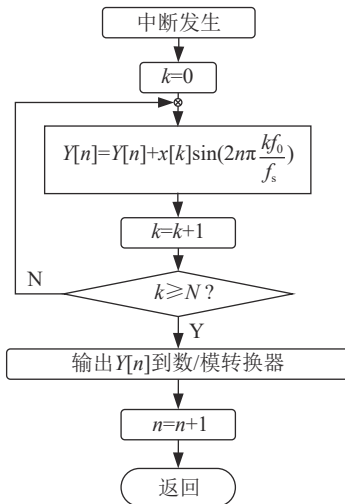 中断发生
k=0
Y[n]=Y[n]+x[k]sin(2nπ kf₀/fₛ)
k=k+1
N
k≥N?
Y
输出Y[n]到数/模转换器
n=n+1
返回